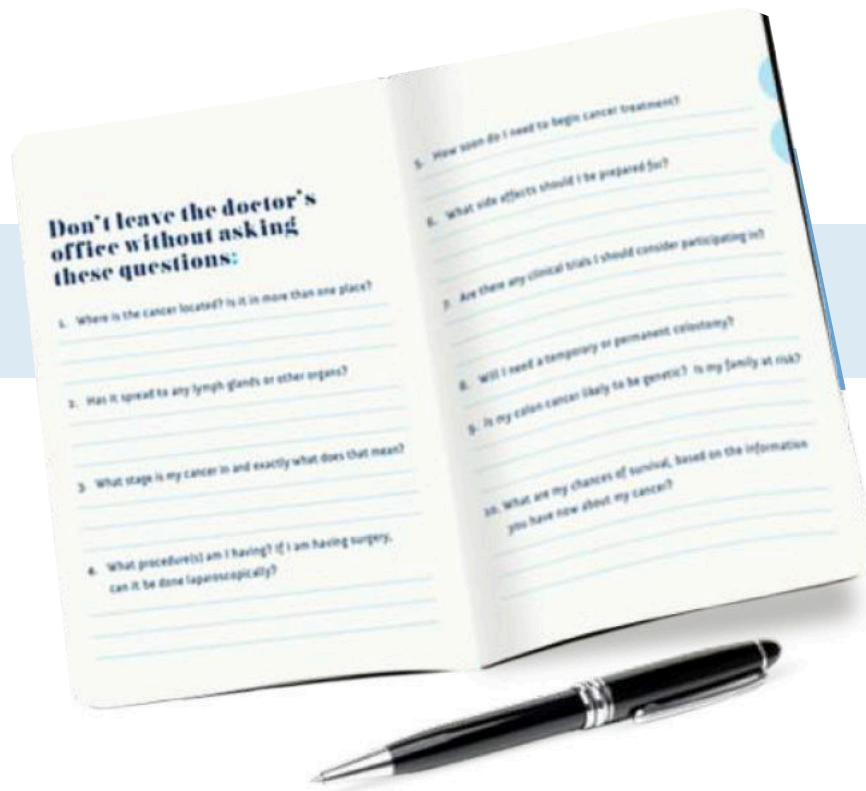 Don't leave the doctor's
office without asking
these questions:
1. Where is the cancer located? Is it in more than one place?
2. Has it spread to any lymph glands or other organs?
3. What stage is my cancer in and exactly what does that mean?
4. What procedure(s) am I having? If I am having surgery,
can it be done laparoscopically?
5. How soon do I need to begin cancer treatment?
6. What side effects should I be prepared for?
7. Are there any clinical trials I should consider participating in?
8. Will I need a temporary or permanent colostomy?
9. Is my colon cancer likely to be genetic? Is my family at risk?
10. What are my chances of survival, based on the information
you have now about my cancer?